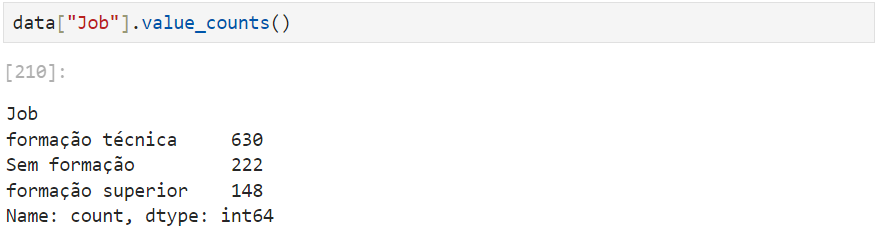 data["Job"].value_counts()
[210]:
Job
formação técnica     630
Sem formação         222
formação superior    148
Name: count, dtype: int64